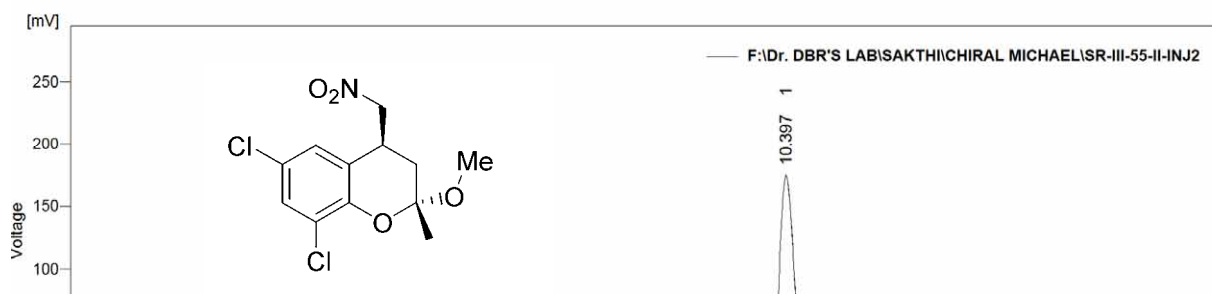 [mV]
F:\Dr. DBR'S LAB\SAKTHI\CHIRAL MICHAEL\SR-III-55-II-INJ2
250
200
150
100
Voltage
10.397 1
O₂N
Cl
Me
O
O
Cl